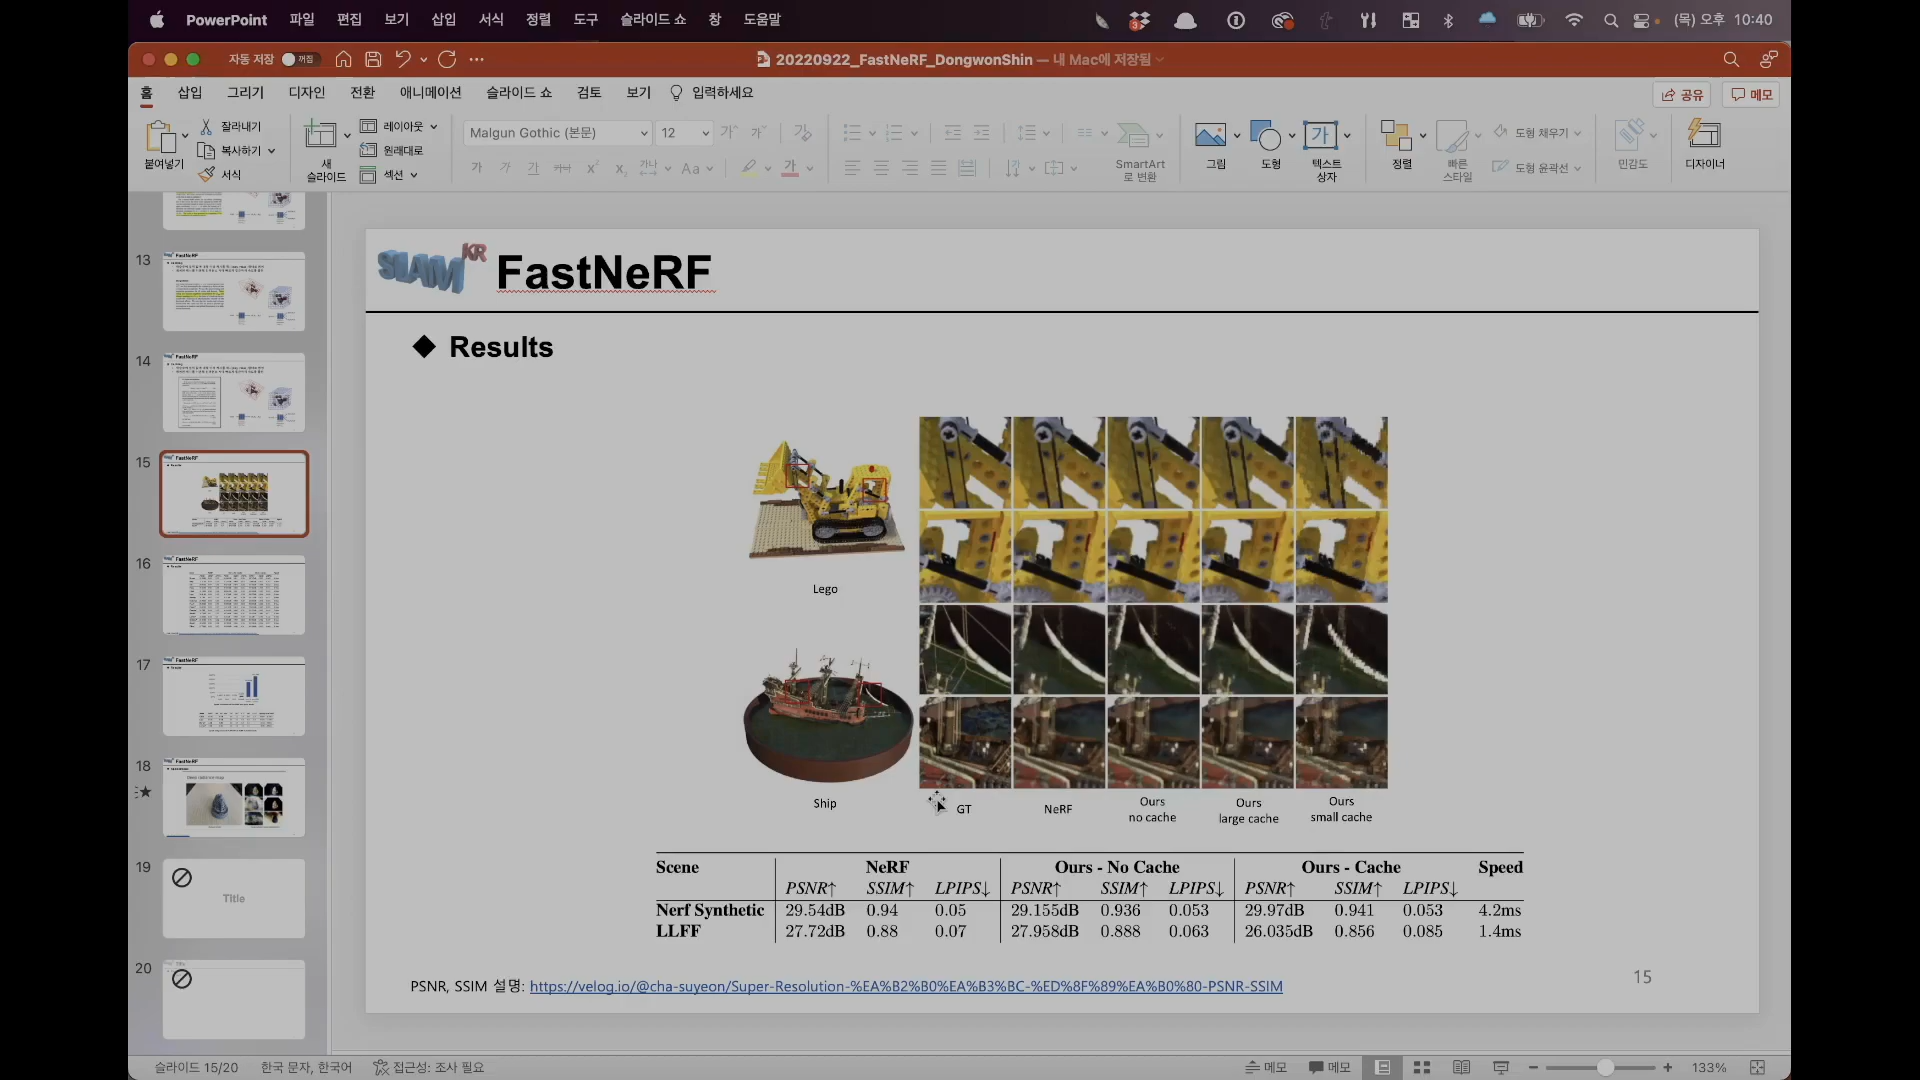 PowerPoint 파일 편집 보기 삽입 서식 정렬 도구 슬라이드 쇼 창 도움말 3 (목) 오후 10:40
자동 저장 꺼짐 20220922_FastNeRF_DongwonShin — 내 Mac에 저장됨
홈 삽입 그리기 디자인 전환 애니메이션 슬라이드 쇼 검토 보기 입력하세요 공유 메모
붙여넣기 잘라내기 복사하기 서식
새 슬라이드 레이아웃 원래대로 섹션
Malgun Gothic (본문) 12
SmartArt로 변환
그림 도형 텍스트 상자 정렬 빠른 스타일 도형 채우기 도형 윤곽선 민감도 디자이너
13
FastNeRF
14
FastNeRF
15
FastNeRF
16
FastNeRF
17
FastNeRF
18
FastNeRF
19
Title
20
SLAM KR FastNeRF
◆ Results
Lego
Ship
GT NeRF Ours no cache Ours large cache Ours small cache
Scene NeRF Ours - No Cache Ours - Cache Speed
PSNR↑ SSIM↑ LPIPS↓ PSNR↑ SSIM↑ LPIPS↓ PSNR↑ SSIM↑ LPIPS↓
Nerf Synthetic 29.54dB 0.94 0.05 29.155dB 0.936 0.053 29.97dB 0.941 0.053 4.2ms
LLFF 27.72dB 0.88 0.07 27.958dB 0.888 0.063 26.035dB 0.856 0.085 1.4ms
PSNR, SSIM 설명: https://velog.io/@cha-suyeon/Super-Resolution-%EA%B2%B0%EA%B3%BC-%ED%8F%89%EA%B0%80-PSNR-SSIM
15
슬라이드 15/20 한국 문자, 한국어 접근성: 조사 필요 메모 메모 133%